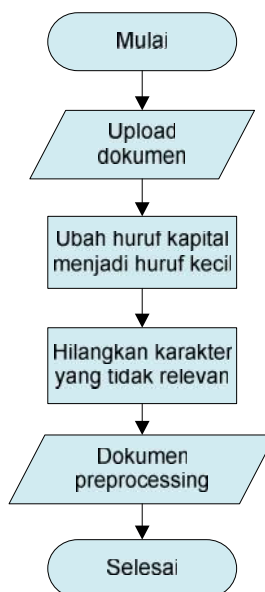 Mulai
Upload
dokumen
Ubah huruf kapital
menjadi huruf kecil
Hilangkan karakter
yang tidak relevan
Dokumen
preprocessing
Selesai